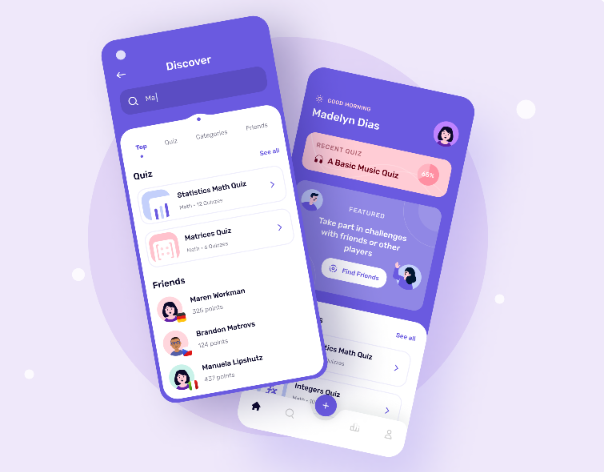 Discover
Ma
Top
Quiz
Categories
Friends
Quiz
See all
Statistics Math Quiz
Math • 12 Quizzes
Matrices Quiz
Math • 6 Quizzes
Friends
Maren Workman
325 points
Brandon Matrovs
124 points
Manuela Lipshutz
437 points
GOOD MORNING
Madelyn Dias
RECENT QUIZ
A Basic Music Quiz
65%
FEATURED
Take part in challenges
with friends or other
players
Find Friends
See all
Math Quiz
Integers Quiz